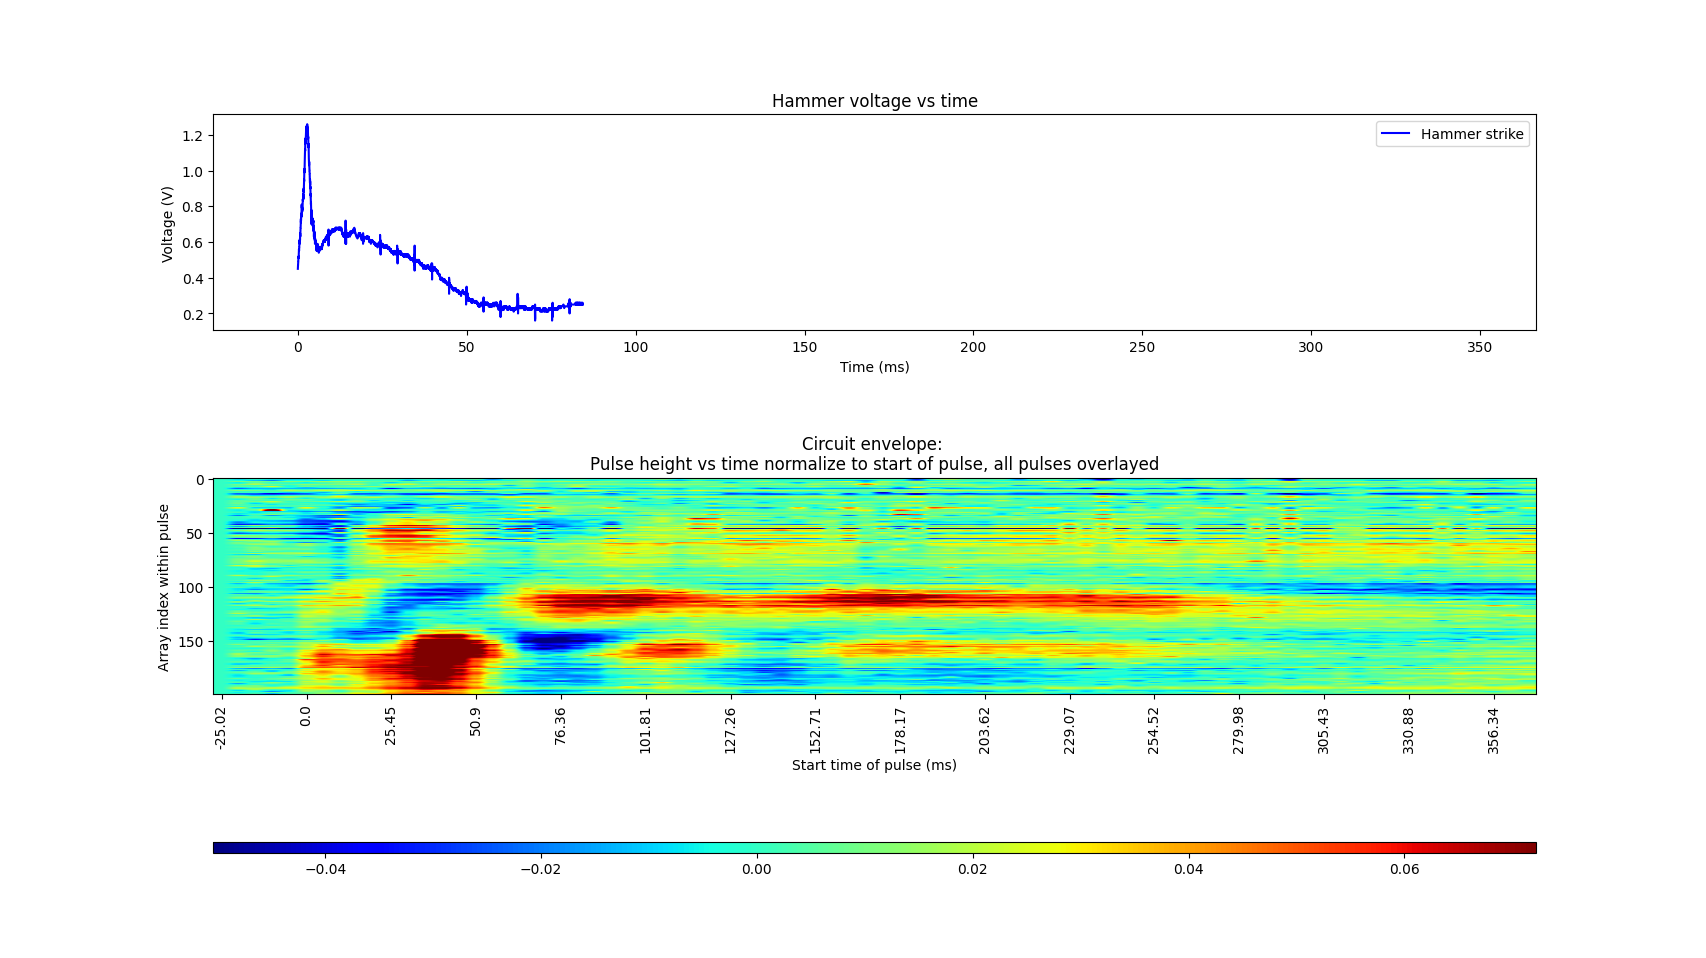 Hammer voltage vs time
Hammer strike
Voltage (V)
1.2
1.0
0.8
0.6
0.4
0.2
0 50 100 150 200 250 300 350
Time (ms)
Circuit envelope:
Pulse height vs time normalize to start of pulse, all pulses overlayed
Array index within pulse
0
50
100
150
-25.02 0.0 25.45 50.9 76.36 101.81 127.26 152.71 178.17 203.62 229.07 254.52 279.98 305.43 330.88 356.34
Start time of pulse (ms)
−0.04 −0.02 0.00 0.02 0.04 0.06